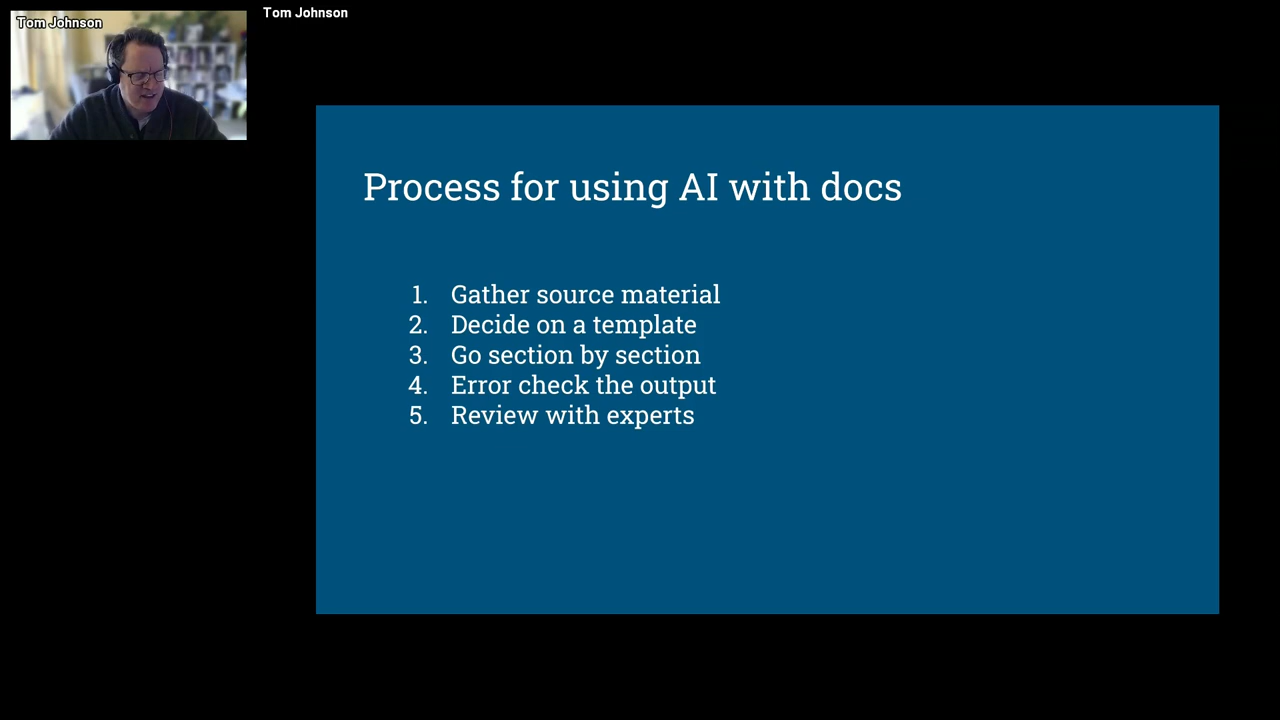 Tom Johnson
Tom Johnson
Process for using AI with docs
1. Gather source material
2. Decide on a template
3. Go section by section
4. Error check the output
5. Review with experts